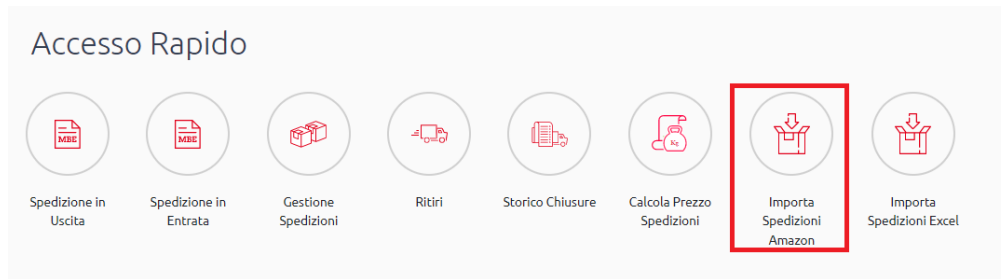 Accesso Rapido
MBE
MBE
Kg
Spedizione in
Uscita
Spedizione in
Entrata
Gestione
Spedizioni
Ritiri
Storico Chiusure
Calcola Prezzo
Spedizioni
Importa
Spedizioni
Amazon
Importa
Spedizioni Excel